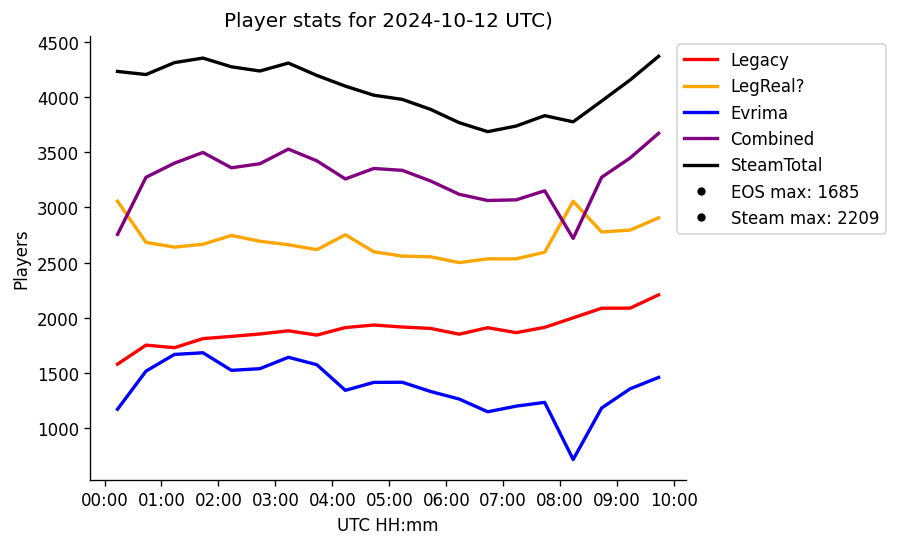 Player stats for 2024-10-12 UTC)
4500
4000
3500
3000
2500
2000
1500
1000
Players
00:00 01:00 02:00 03:00 04:00 05:00 06:00 07:00 08:00 09:00 10:00
UTC HH:mm
Legacy
LegReal?
Evrima
Combined
SteamTotal
EOS max: 1685
Steam max: 2209